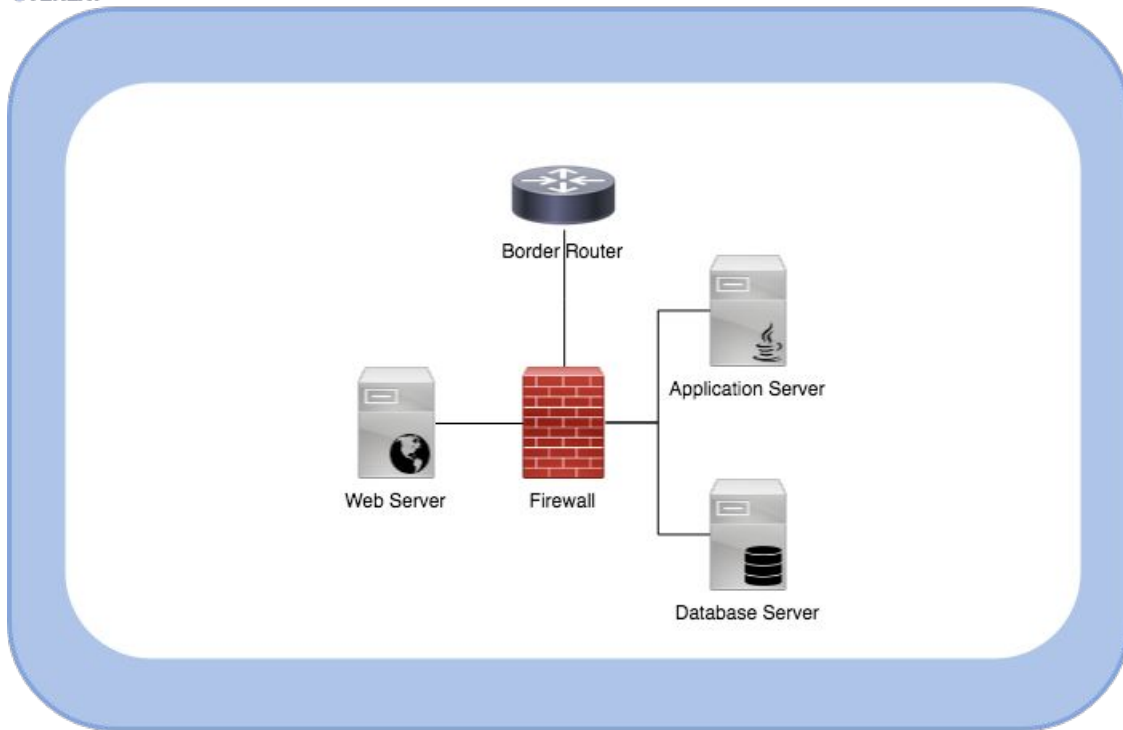 Border Router
Application Server
Web Server
Firewall
Database Server